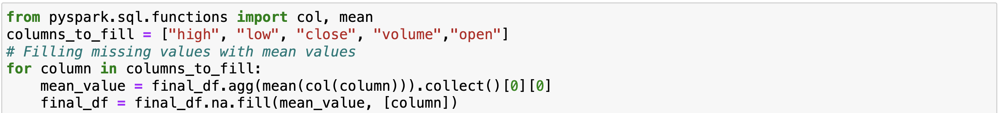 from pyspark.sql.functions import col, mean
columns_to_fill = ["high", "low", "close", "volume","open"]
# Filling missing values with mean values
for column in columns_to_fill:
    mean_value = final_df.agg(mean(col(column))).collect()[0][0]
    final_df = final_df.na.fill(mean_value, [column])